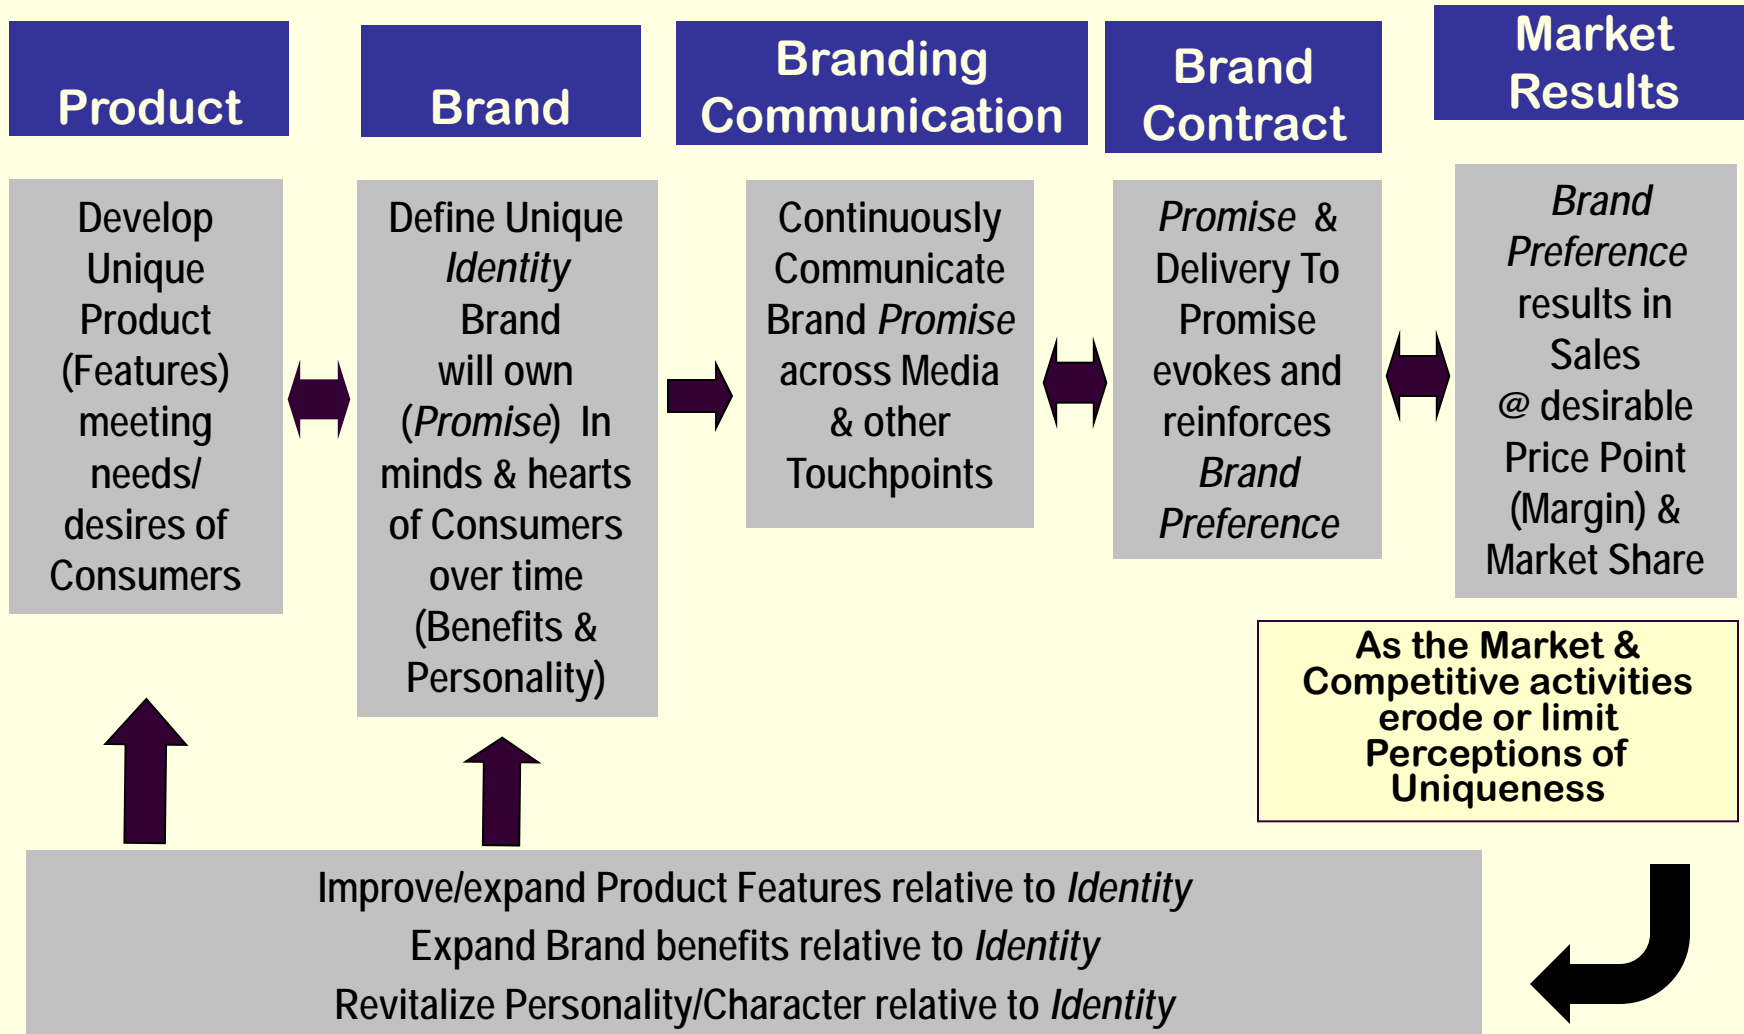 Product
Brand
Branding
Communication
Brand
Contract
Market
Results
Develop
Unique
Product
(Features)
meeting
needs/
desires of
Consumers
Define Unique
Identity
Brand
will own
(Promise) In
minds & hearts
of Consumers
over time
(Benefits &
Personality)
Continuously
Communicate
Brand Promise
across Media
& other
Touchpoints
Promise &
Delivery To
Promise
evokes and
reinforces
Brand
Preference
Brand
Preference
results in
Sales
@ desirable
Price Point
(Margin) &
Market Share
As the Market &
Competitive activities
erode or limit
Perceptions of
Uniqueness
Improve/expand Product Features relative to Identity
Expand Brand benefits relative to Identity
Revitalize Personality/Character relative to Identity